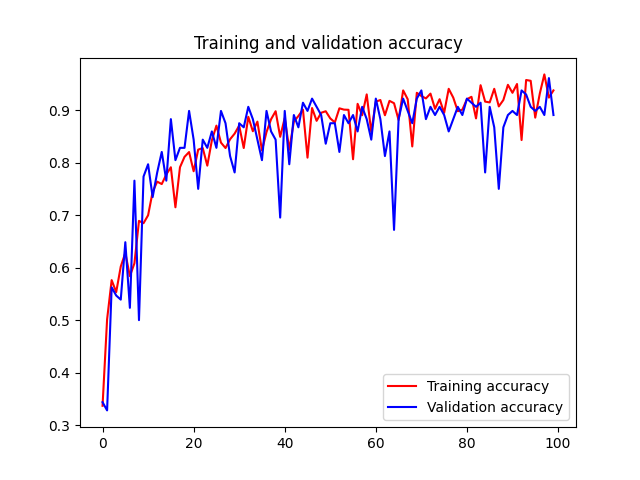 Training and validation accuracy
0.9
0.8
0.7
0.6
0.5
0.4
0.3
0 20 40 60 80 100
Training accuracy
Validation accuracy